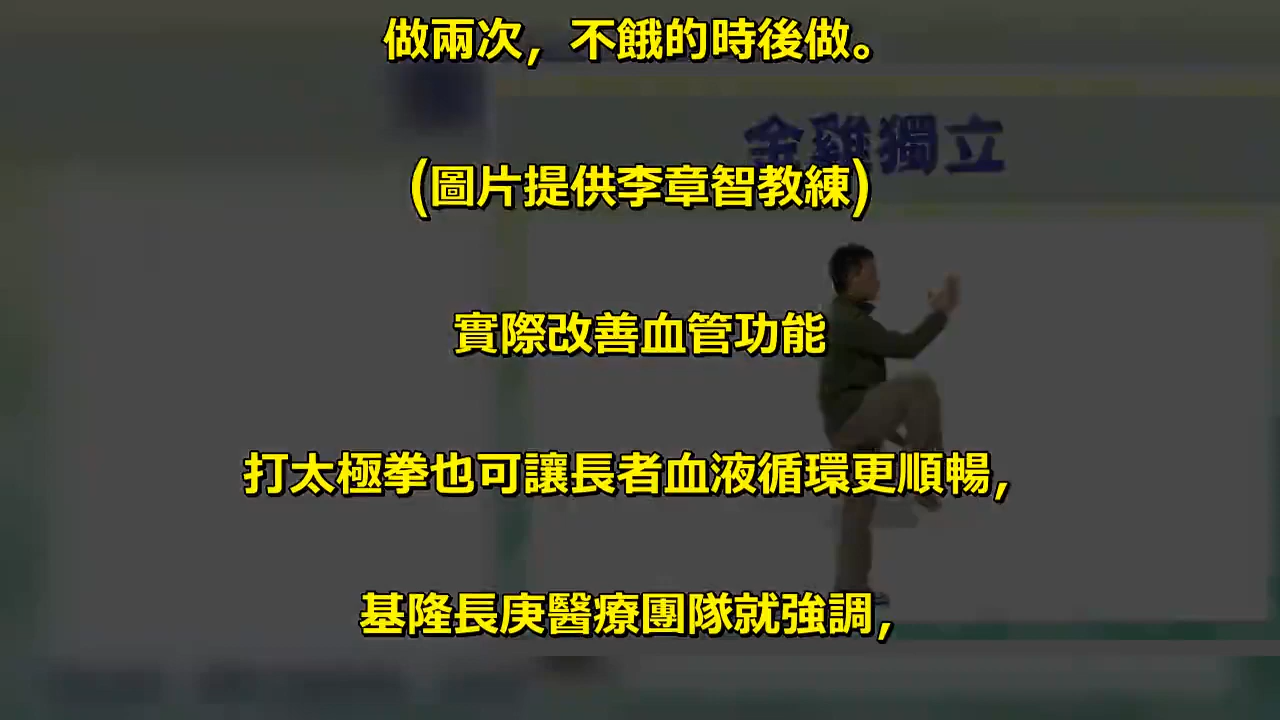 做兩次，不餓的時後做。
金雞獨立
(圖片提供李章智教練)
實際改善血管功能
打太極拳也可讓長者血液循環更順暢，
基隆長庚醫療團隊就強調，